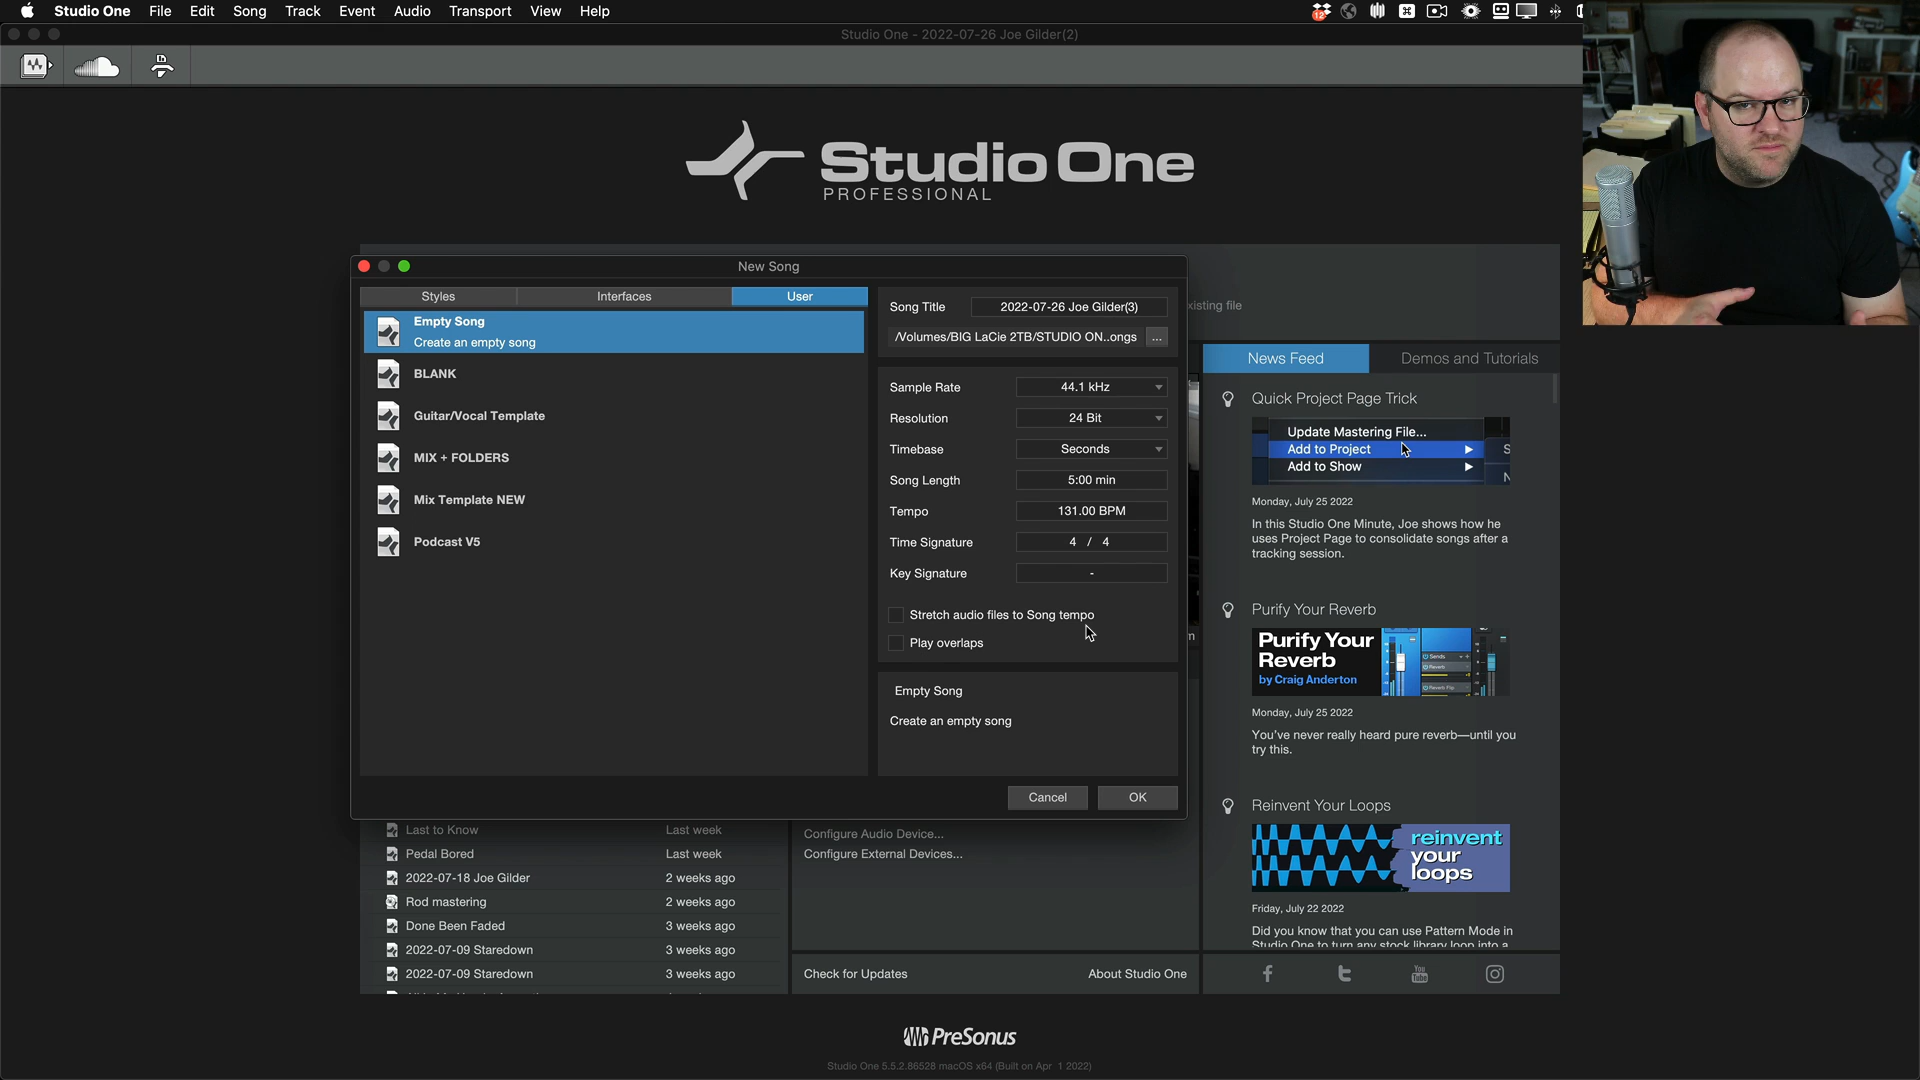 Studio One File Edit Song Track Event Audio Transport View Help
12
Studio One - 2022-07-26 Joe Gilder(2)
Studio One
PROFESSIONAL
New Song
Styles Interfaces User
Empty Song
Create an empty song
BLANK
Guitar/Vocal Template
MIX + FOLDERS
Mix Template NEW
Podcast V5
Song Title 2022-07-26 Joe Gilder(3)
/Volumes/BIG LaCie 2TB/STUDIO ON..ongs ...
Sample Rate 44.1 kHz
Resolution 24 Bit
Timebase Seconds
Song Length 5:00 min
Tempo 131.00 BPM
Time Signature 4 / 4
Key Signature -
Stretch audio files to Song tempo
Play overlaps
Empty Song
Create an empty song
Cancel OK
xisting file
News Feed Demos and Tutorials
Quick Project Page Trick
Update Mastering File...
Add to Project
Add to Show
Monday, July 25 2022
In this Studio One Minute, Joe shows how he
uses Project Page to consolidate songs after a
tracking session.
Purify Your Reverb
Purify Your
Reverb
by Craig Anderton
Monday, July 25 2022
You've never really heard pure reverb—until you
try this.
Reinvent Your Loops
reinvent
your
loops
Friday, July 22 2022
Did you know that you can use Pattern Mode in
Studio One to turn any stock library loop into a
Last to Know Last week
Pedal Bored Last week
2022-07-18 Joe Gilder 2 weeks ago
Rod mastering 2 weeks ago
Done Been Faded 3 weeks ago
2022-07-09 Staredown 3 weeks ago
2022-07-09 Staredown 3 weeks ago
Configure Audio Device...
Configure External Devices...
Check for Updates About Studio One
You Tube
PreSonus
Studio One 5.5.2.86528 macOS x64 (Built on Apr 1 2022)